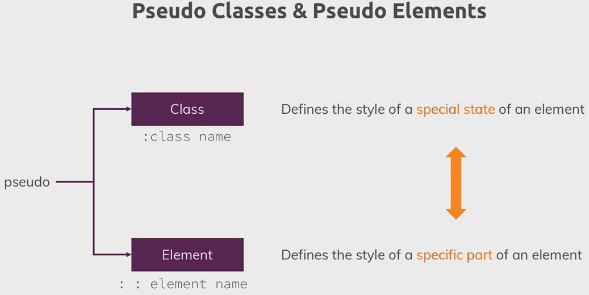 Pseudo Classes & Pseudo Elements
Class
Defines the style of a special state of an element
:class name
pseudo
Element
Defines the style of a specific part of an element
: : element name